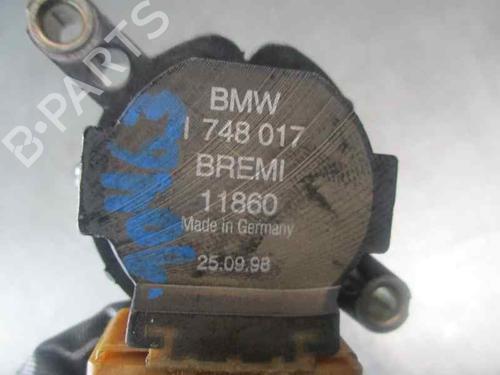 B-PARTS
BMW
1 748 017
BREMI
11860
Made in Germany
25.09.98